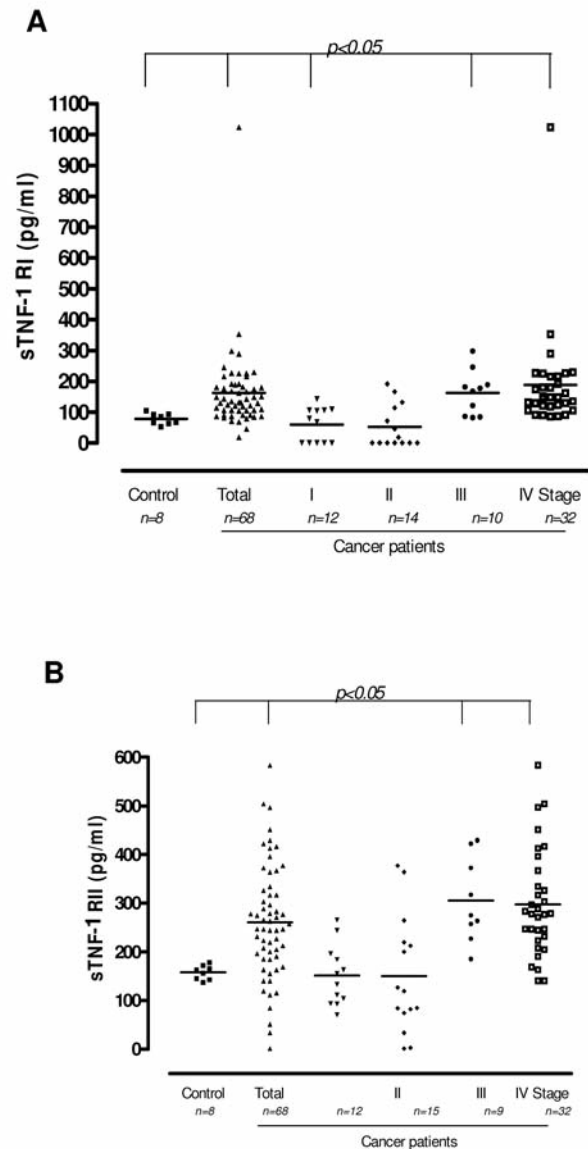 A
p<0.05
1100
1000
900
800
700
600
500
400
300
200
100
0
sTNF-1 RI (pg/ml)
Control Total I II III IV Stage
n=8 n=68 n=12 n=14 n=10 n=32
Cancer patients
B
p<0.05
600
500
400
300
200
100
0
sTNF-1 RII (pg/ml)
Control Total II III IV Stage
n=8 n=68 n=12 n=15 n=9 n=32
Cancer patients